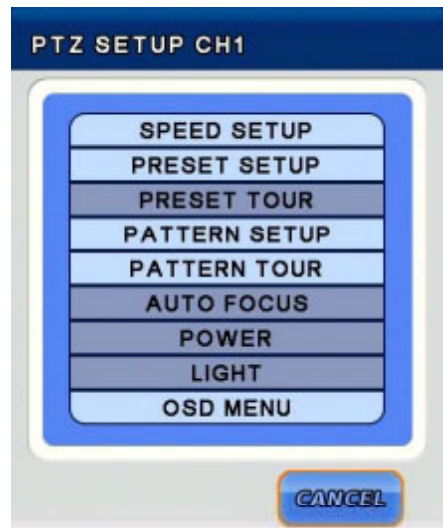 PTZ SETUP CH1
SPEED SETUP
PRESET SETUP
PRESET TOUR
PATTERN SETUP
PATTERN TOUR
AUTO FOCUS
POWER
LIGHT
OSD MENU
CANCEL